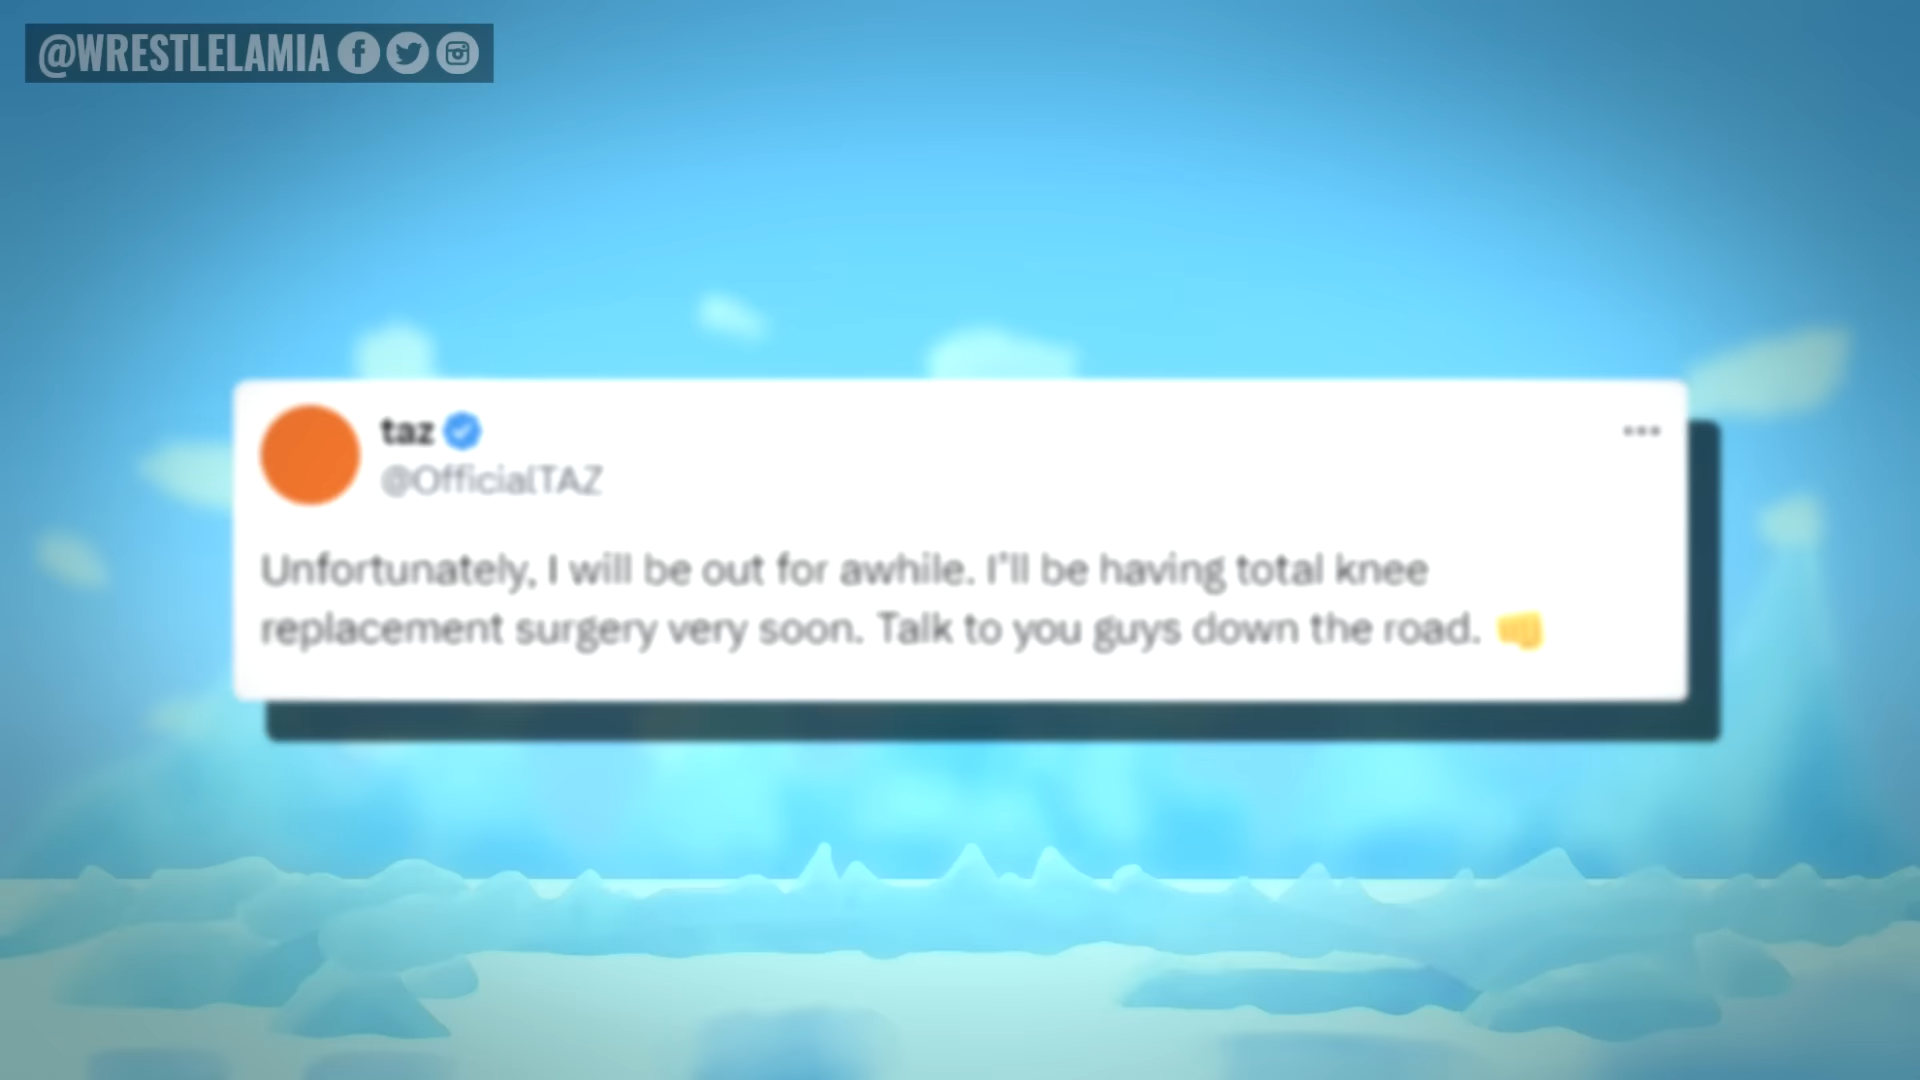 @WRESTLELAMIA
taz
@OfficialTAZ
Unfortunately, I will be out for awhile. I'll be having total knee
replacement surgery very soon. Talk to you guys down the road. 👊